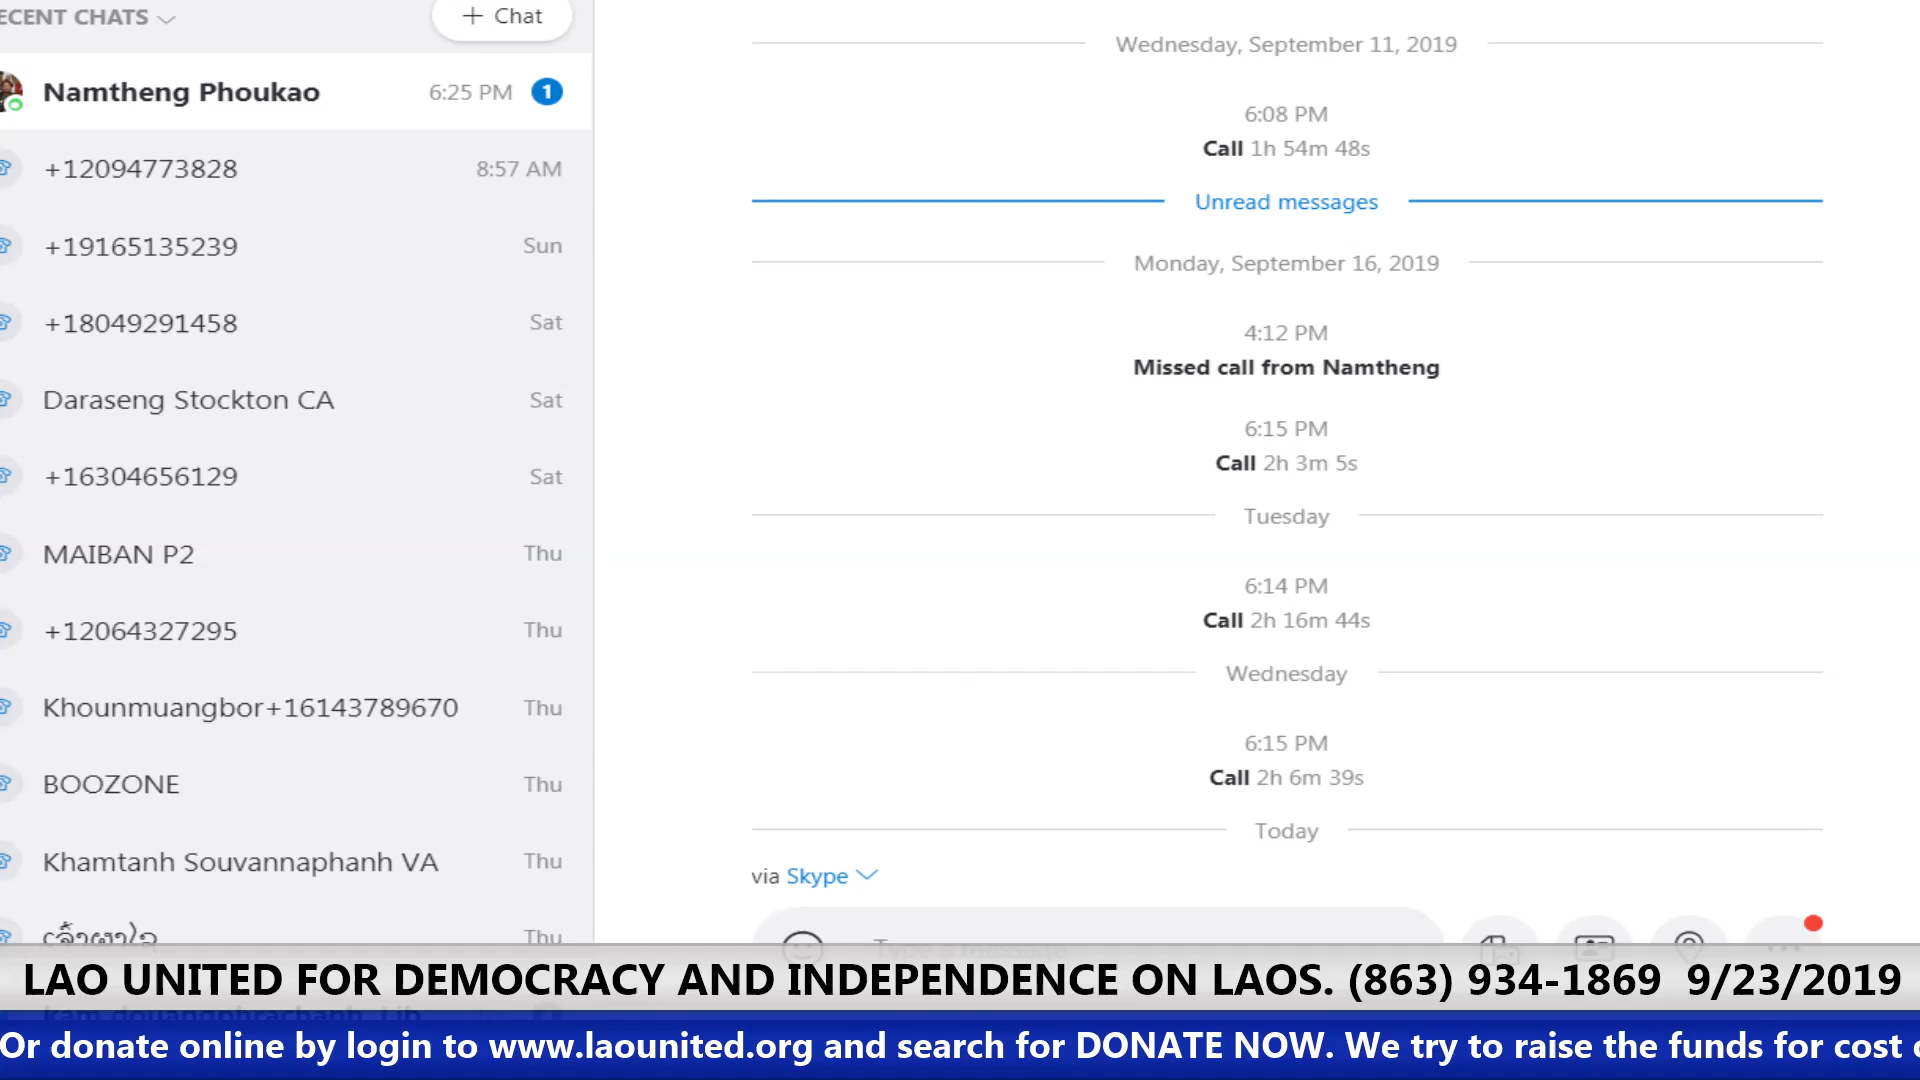 ECENT CHATS
+ Chat
Namtheng Phoukao 6:25 PM 1
+12094773828 8:57 AM
+19165135239 Sun
+18049291458 Sat
Daraseng Stockton CA Sat
+16304656129 Sat
MAIBAN P2 Thu
+12064327295 Thu
Khounmuangbor+16143789670 Thu
BOOZONE Thu
Khamtanh Souvannaphanh VA Thu
Thu
Wednesday, September 11, 2019
6:08 PM
Call 1h 54m 48s
Unread messages
Monday, September 16, 2019
4:12 PM
Missed call from Namtheng
6:15 PM
Call 2h 3m 5s
Tuesday
6:14 PM
Call 2h 16m 44s
Wednesday
6:15 PM
Call 2h 6m 39s
Today
via Skype
Type a message
LAO UNITED FOR DEMOCRACY AND INDEPENDENCE ON LAOS. (863) 934-1869 9/23/2019
Or donate online by login to www.laounited.org and search for DONATE NOW. We try to raise the funds for cost